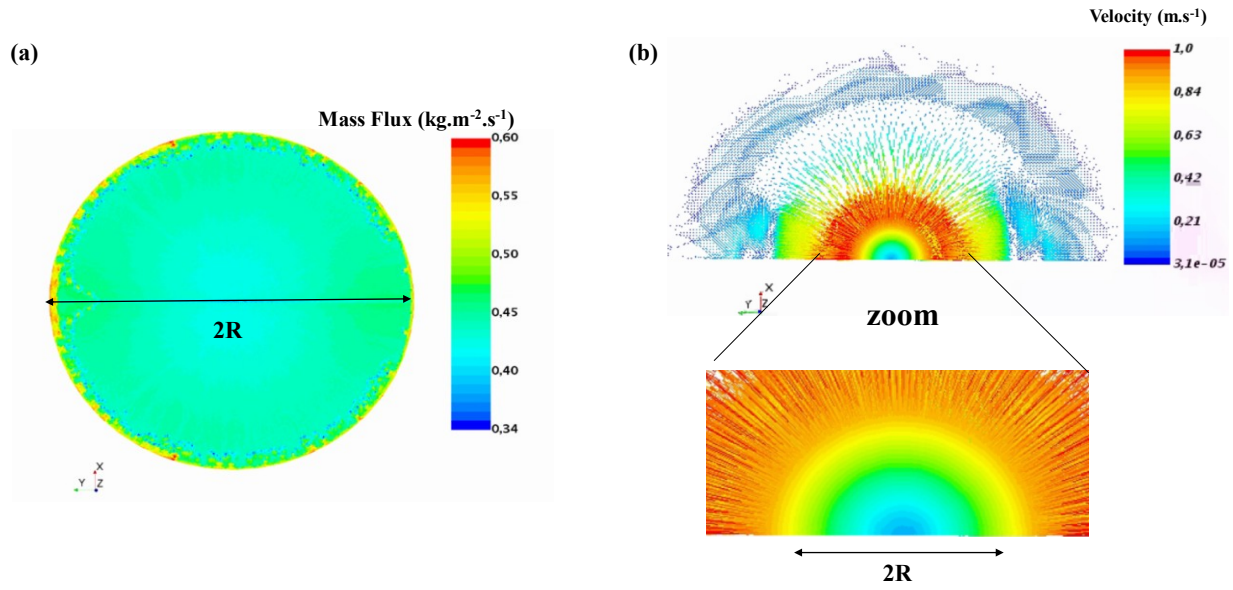 (a)
Mass Flux (kg.m-2.s-1)
0,60
0,55
0,50
0,45
0,40
0,34
2R
X
Y
Z
Velocity (m.s-1)
(b)
1,0
0,84
0,63
0,42
0,21
3,1e-05
X
Y
Z
zoom
2R